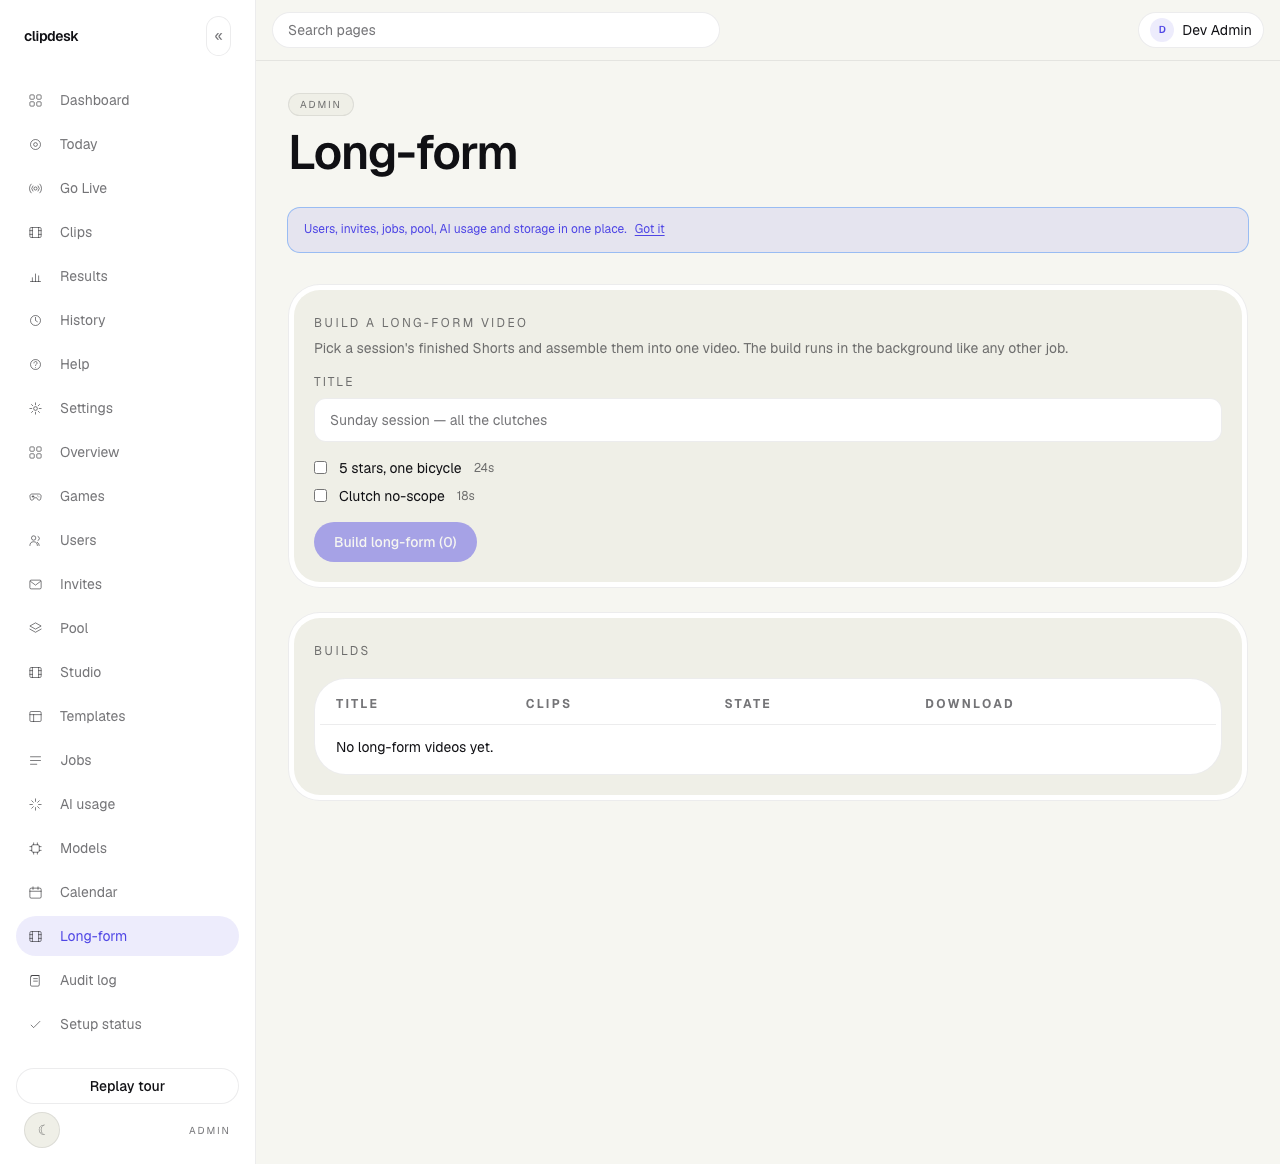 clipdesk
«
Search pages
D
Dev Admin
Dashboard
Today
Go Live
Clips
Results
History
Help
Settings
Overview
Games
Users
Invites
Pool
Studio
Templates
Jobs
AI usage
Models
Calendar
Long-form
Audit log
Setup status
Replay tour
ADMIN
ADMIN
Long-form
Users, invites, jobs, pool, AI usage and storage in one place. Got it
BUILD A LONG-FORM VIDEO
Pick a session's finished Shorts and assemble them into one video. The build runs in the background like any other job.
TITLE
Sunday session — all the clutches
5 stars, one bicycle 24s
Clutch no-scope 18s
Build long-form (0)
BUILDS
TITLE CLIPS STATE DOWNLOAD
No long-form videos yet.